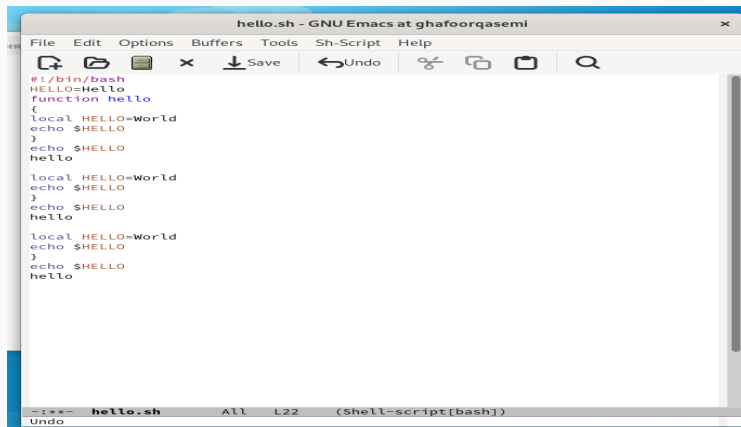 hello.sh - GNU Emacs at ghafoorqasemi ×
File Edit Options Buffers Tools Sh-Script Help
Save Undo
#!/bin/bash
HELLO=Hello
function hello
{
local HELLO=World
echo $HELLO
}
echo $HELLO
hello

local HELLO=World
echo $HELLO
}
echo $HELLO
hello

local HELLO=World
echo $HELLO
}
echo $HELLO
hello
-:**- hello.sh All L22 (Shell-script[bash])
Undo